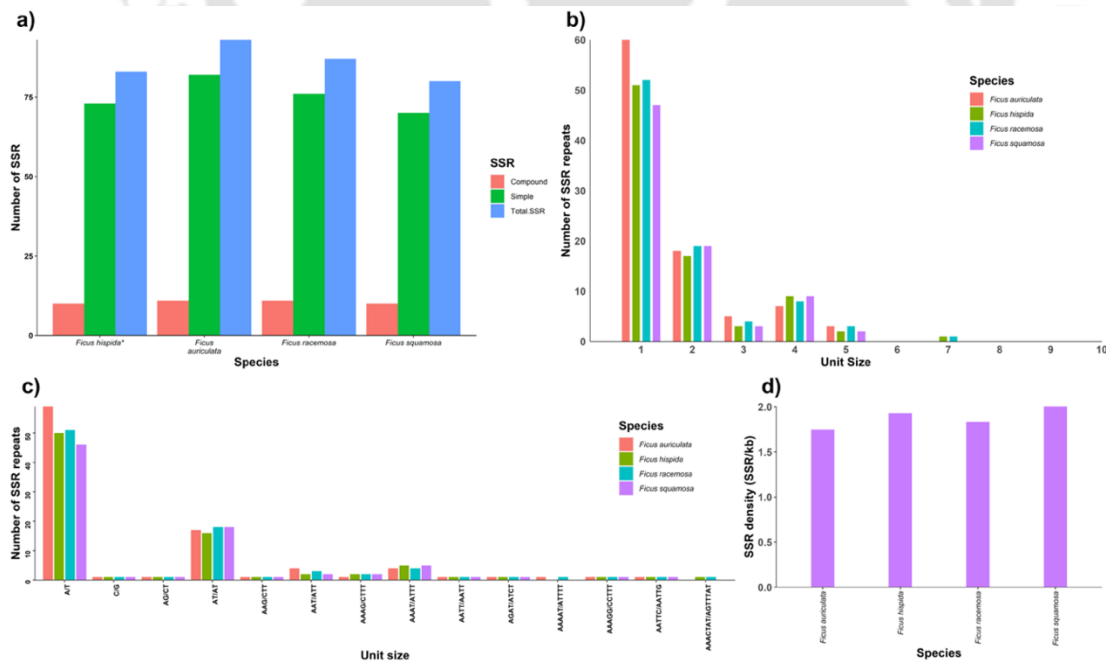 a)
Number of SSR
75
50
25
0
Ficus hispida*
Ficus
auriculata
Ficus racemosa
Ficus squamosa
Species
SSR
Compound
Simple
Total.SSR
b)
Number of SSR repeats
60
50
40
30
20
10
0
1 2 3 4 5 6 7 8 9 10
Unit Size
Species
Ficus auriculata
Ficus hispida
Ficus racemosa
Ficus squamosa
c)
Number of SSR repeats
50
40
30
20
10
0
A/T
C/G
AG/CT
AT/AT
AAG/CTT
AAT/ATT
AAAG/CTTT
AAAT/ATTT
AATT/AATT
AGAT/ATCT
AAAAT/ATTTT
AAAGG/CCTTT
AATTC/AATTG
AAACTAT/AGTTTAT
Unit size
Species
Ficus auriculata
Ficus hispida
Ficus racemosa
Ficus squamosa
d)
SSR density (SSR/kb)
2.0
1.5
1.0
0.5
0.0
Ficus auriculata
Ficus hispida
Ficus racemosa
Ficus squamosa
Species